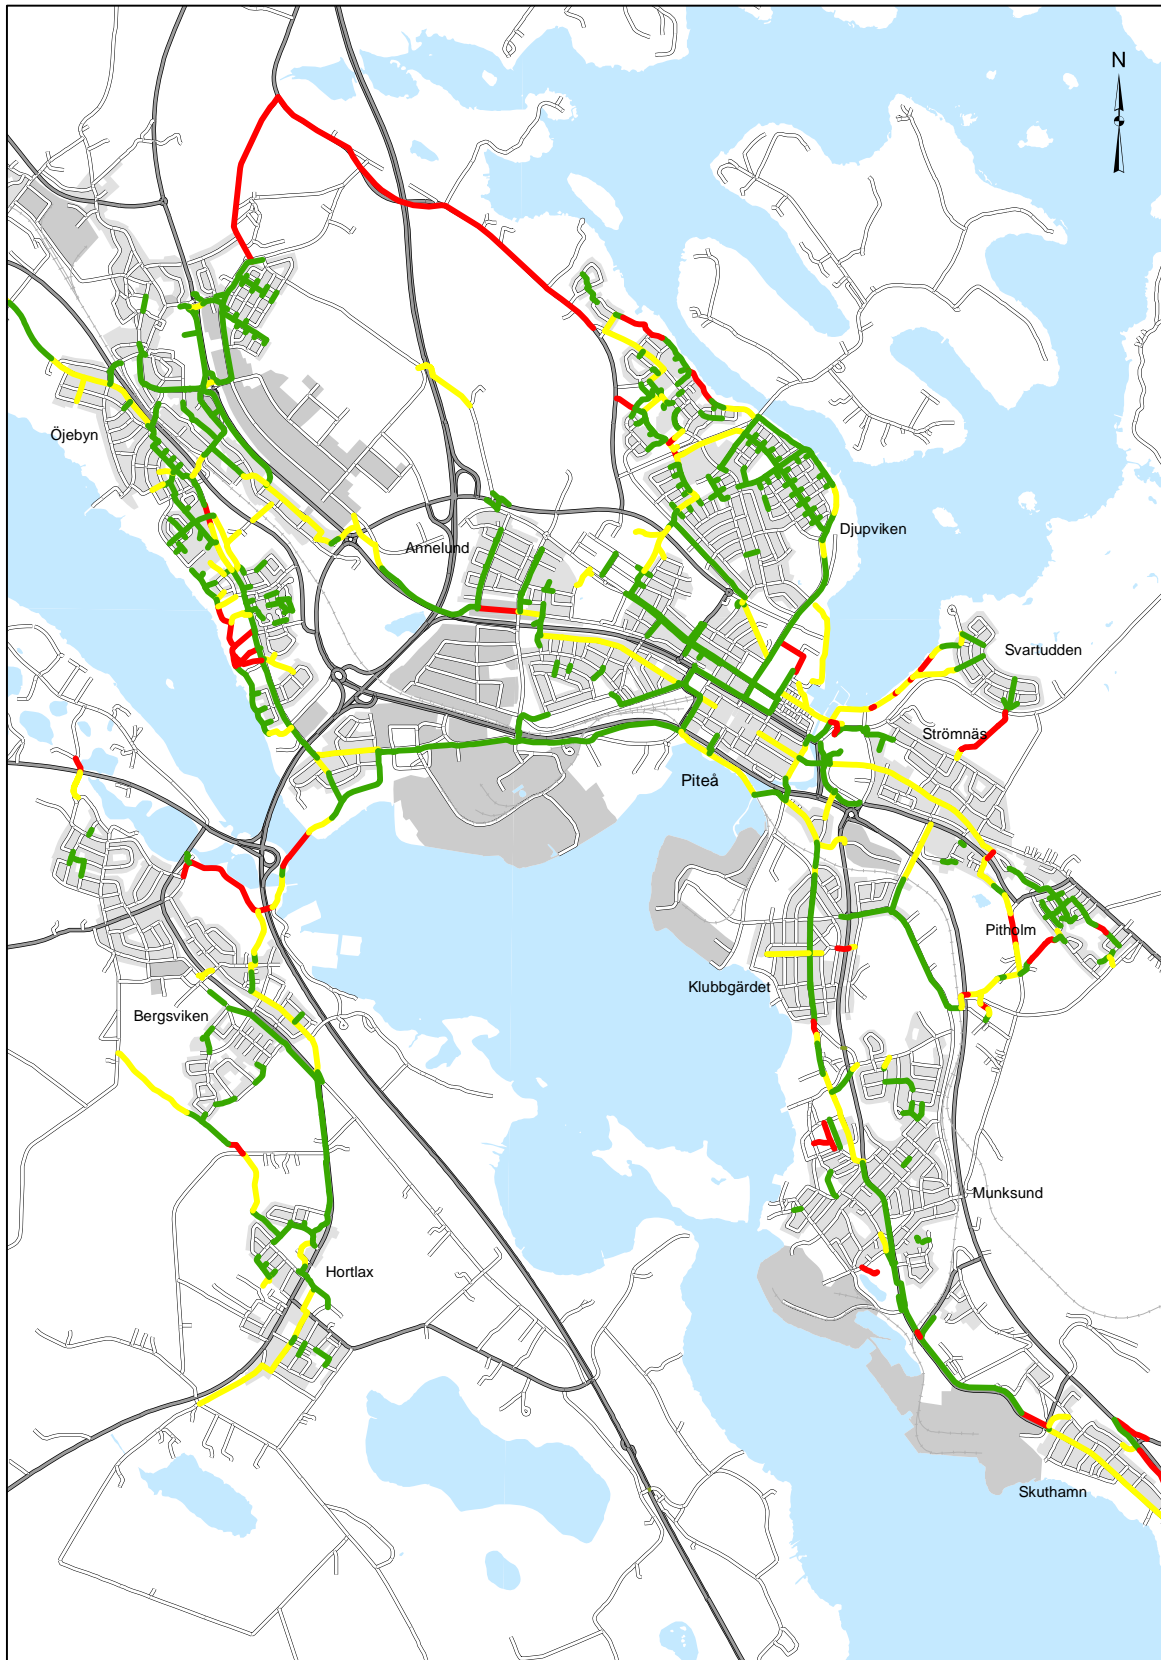 N
Öjebyn
Annelund
Djupviken
Svartudden
Strömnäs
Piteå
Pitholm
Klubbgärdet
Bergsviken
Munksund
Hortlax
Skuthamn